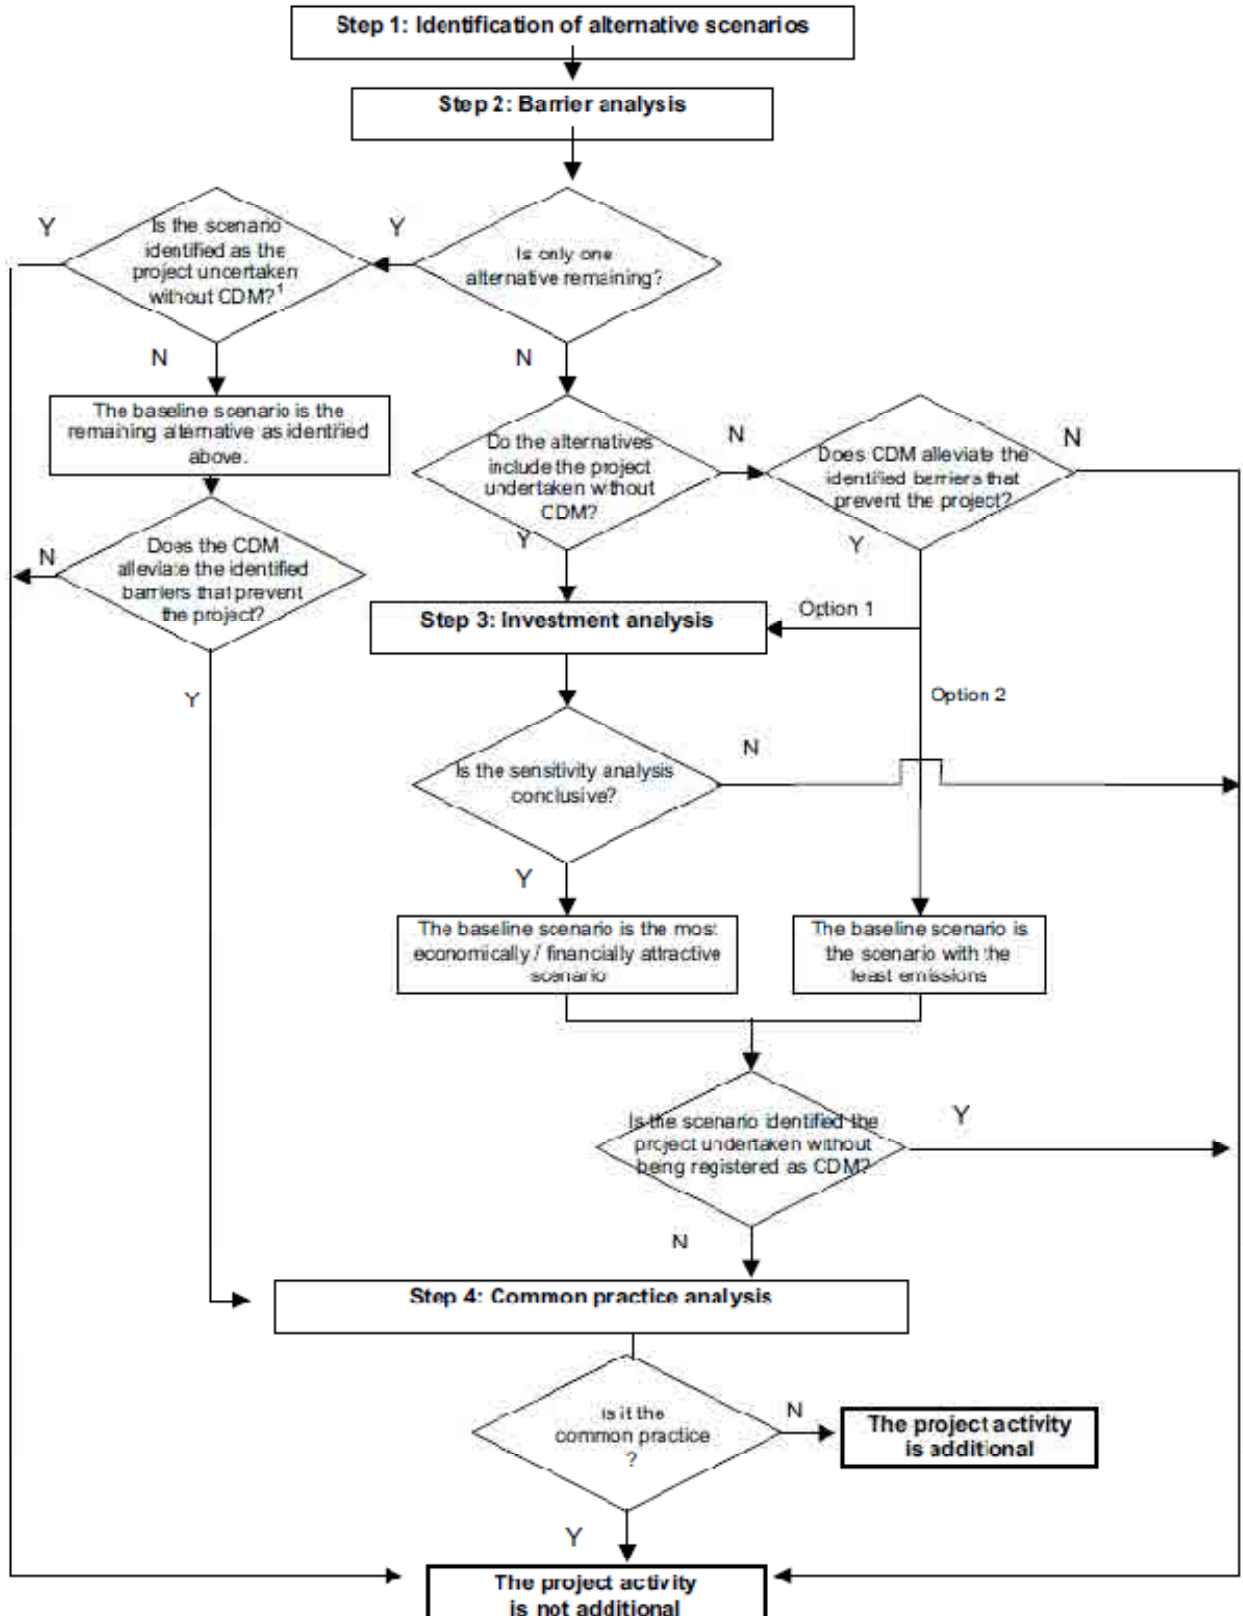 Step 1: Identification of alternative scenarios
Step 2: Barrier analysis
Y
Is the scenario
identified as the
project undertaken
without CDM?¹
Y
Is only one
alternative remaining?
N
N
The baseline scenario is the
remaining alternative as identified
above.
Do the alternatives
include the project
undertaken without
CDM?
N
Does CDM alleviate the
identified barriers that
prevent the project?
N
N
Does the CDM
alleviate the identified
barriers that prevent
the project?
Y
Y
Step 3: Investment analysis
Option 1
Y
Option 2
Is the sensitivity analysis
conclusive?
N
Y
The baseline scenario is the most
economically / financially attractive
scenario
The baseline scenario is
the scenario with the
least emissions
Is the scenario identified the
project undertaken without
being registered as CDM?
Y
N
Step 4: Common practice analysis
Is it the
common practice
?
N
The project activity
is additional
Y
The project activity
is not additional